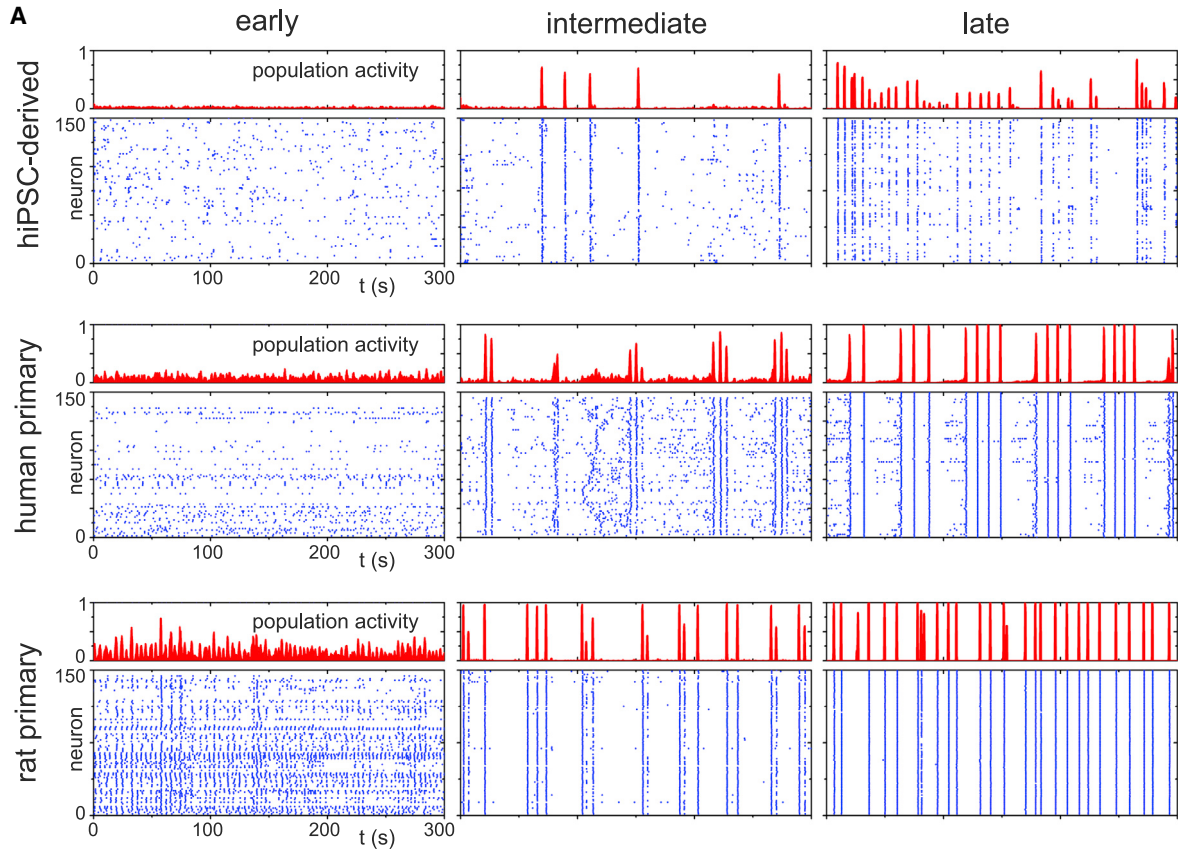 A
early intermediate late
hiPSC-derived
1
0
population activity
150
neuron
0
0 100 200 300
t (s)
human primary
1
0
population activity
150
neuron
0
0 100 200 300
t (s)
rat primary
1
0
population activity
150
neuron
0
0 100 200 300
t (s)